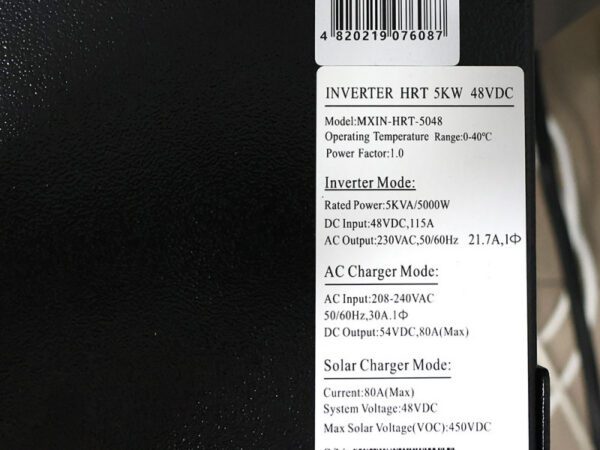 4 820219 076087
INVERTER HRT 5KW 48VDC
Model:MXIN-HRT-5048
Operating Temperature Range:0-40℃
Power Factor:1.0
Inverter Mode:
Rated Power:5KVA/5000W
DC Input:48VDC,115A
AC Output:230VAC,50/60Hz 21.7A,1Φ
AC Charger Mode:
AC Input:208-240VAC
50/60Hz,30A.1Φ
DC Output:54VDC,80A(Max)
Solar Charger Mode:
Current:80A(Max)
System Voltage:48VDC
Max Solar Voltage(VOC):450VDC